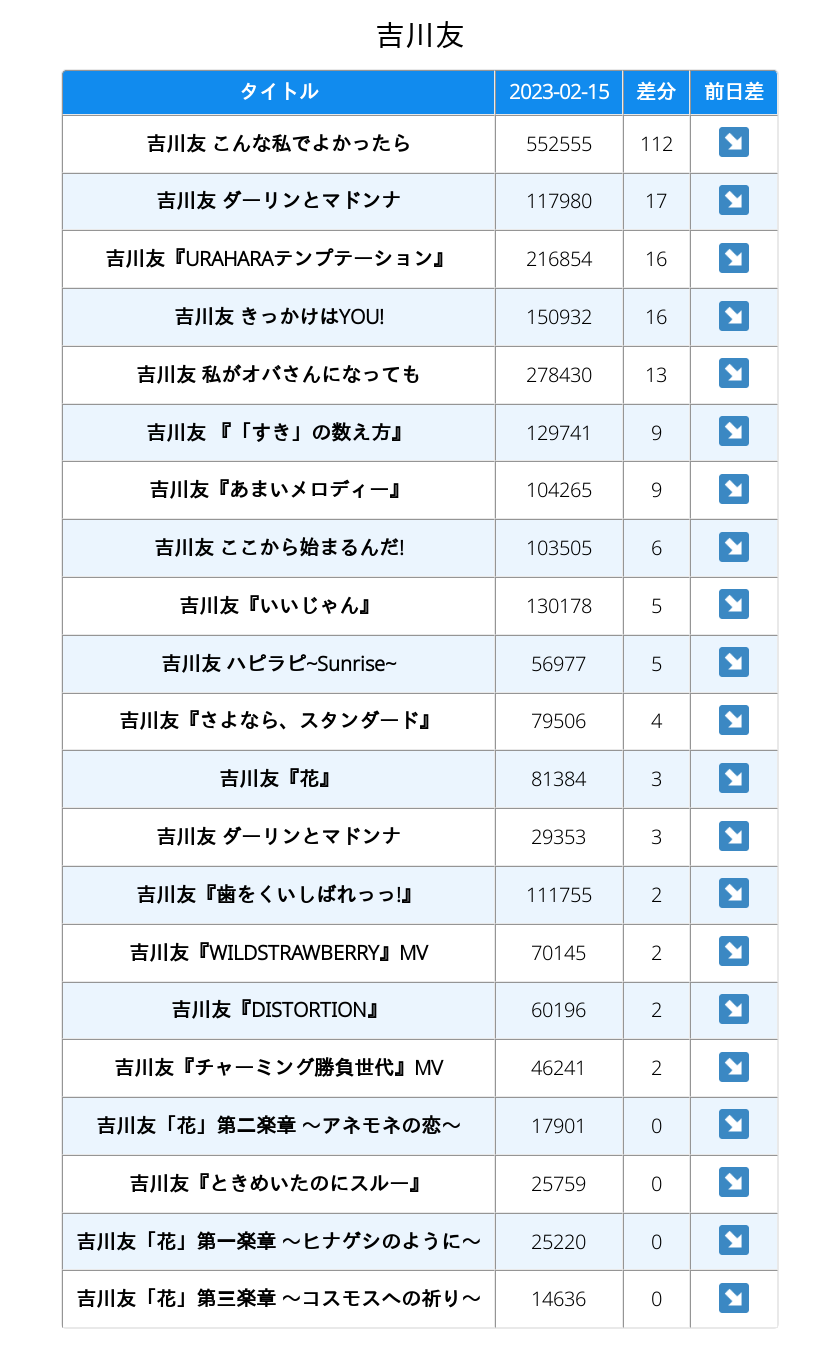 吉川友
タイトル 2023-02-15 差分 前日差
吉川友 こんな私でよかったら 552555 112
吉川友 ダーリンとマドンナ 117980 17
吉川友『URAHARAテンプテーション』 216854 16
吉川友 きっかけはYOU! 150932 16
吉川友 私がオバさんになっても 278430 13
吉川友 『「すき」の数え方』 129741 9
吉川友『あまいメロディー』 104265 9
吉川友 ここから始まるんだ! 103505 6
吉川友『いいじゃん』 130178 5
吉川友 ハピラピ~Sunrise~ 56977 5
吉川友『さよなら、スタンダード』 79506 4
吉川友『花』 81384 3
吉川友 ダーリンとマドンナ 29353 3
吉川友『歯をくいしばれっっ!』 111755 2
吉川友『WILDSTRAWBERRY』MV 70145 2
吉川友『DISTORTION』 60196 2
吉川友『チャーミング勝負世代』MV 46241 2
吉川友「花」第二楽章 〜アネモネの恋〜 17901 0
吉川友『ときめいたのにスルー』 25759 0
吉川友「花」第一楽章 〜ヒナゲシのように〜 25220 0
吉川友「花」第三楽章 〜コスモスへの祈り〜 14636 0